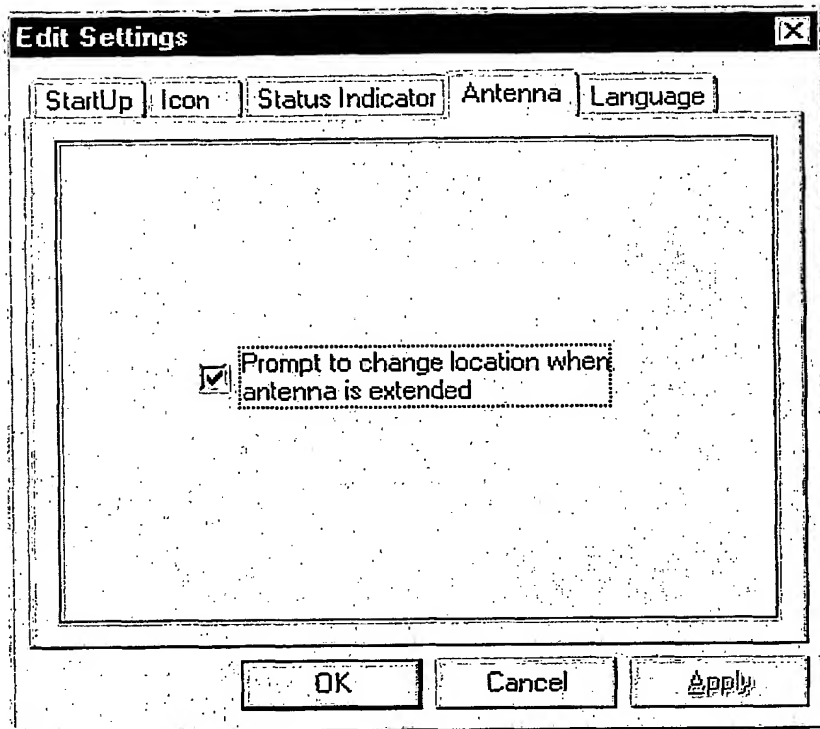 Edit Settings
StartUp Icon Status Indicator Antenna Language
Prompt to change location when
antenna is extended
OK Cancel Apply